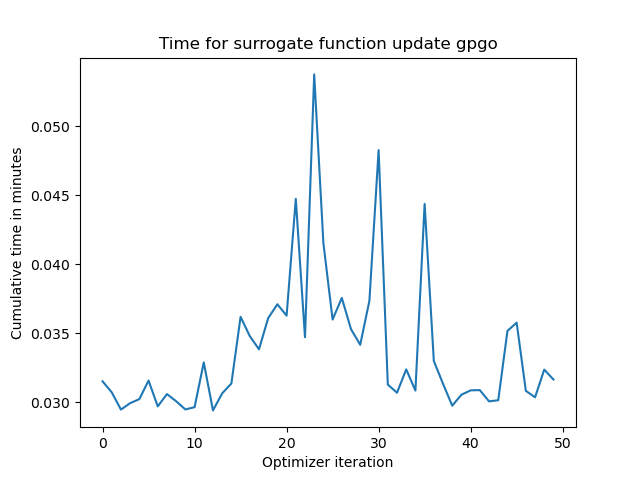 Time for surrogate function update gpgo
Cumulative time in minutes
0.050
0.045
0.040
0.035
0.030
0 10 20 30 40 50
Optimizer iteration